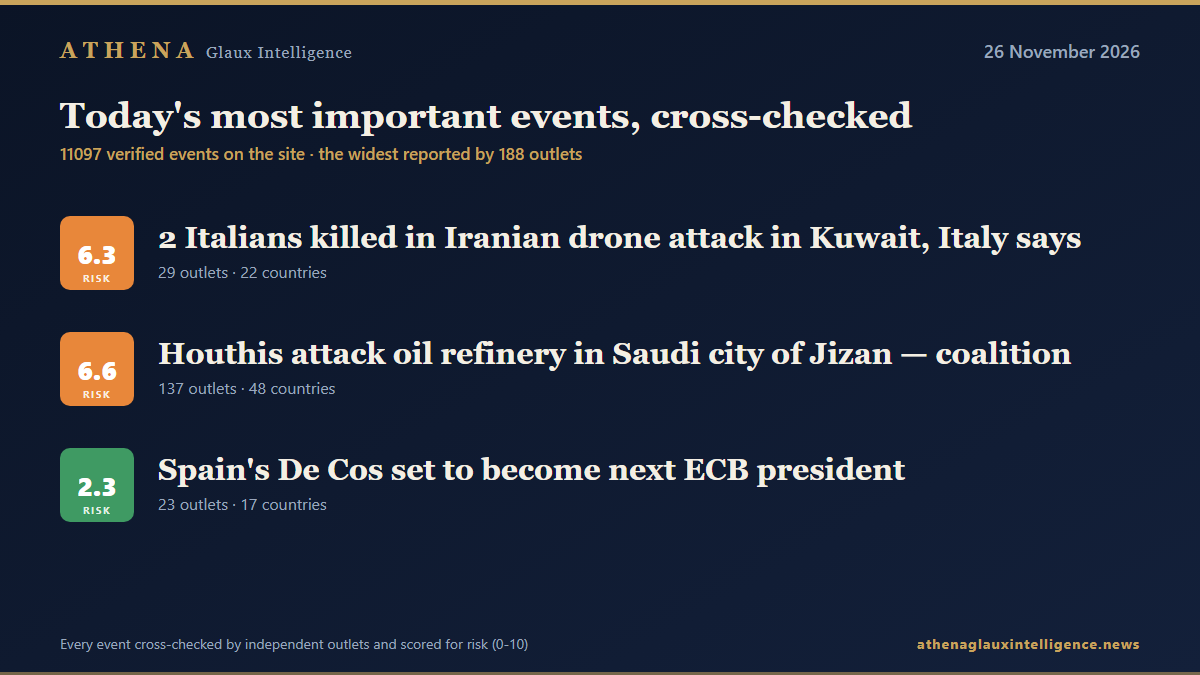 ATHENA Glaux Intelligence
26 November 2026
Today's most important events, cross-checked
11097 verified events on the site · the widest reported by 188 outlets
6.3
RISK
2 Italians killed in Iranian drone attack in Kuwait, Italy says
29 outlets · 22 countries
6.6
RISK
Houthis attack oil refinery in Saudi city of Jizan — coalition
137 outlets · 48 countries
2.3
RISK
Spain's De Cos set to become next ECB president
23 outlets · 17 countries
Every event cross-checked by independent outlets and scored for risk (0-10)
athenaglauxintelligence.news